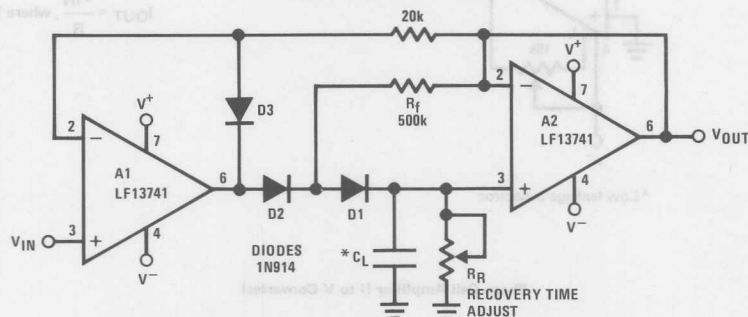 20k
R_f
500k
D3
V+
7
2
−
A1
LF13741
6
3
+
4
V−
V_IN
D2
D1
DIODES
1N914
*C_L
R_R
RECOVERY TIME
ADJUST
V+
7
2
−
A2
LF13741
6
3
+
4
V−
V_OUT